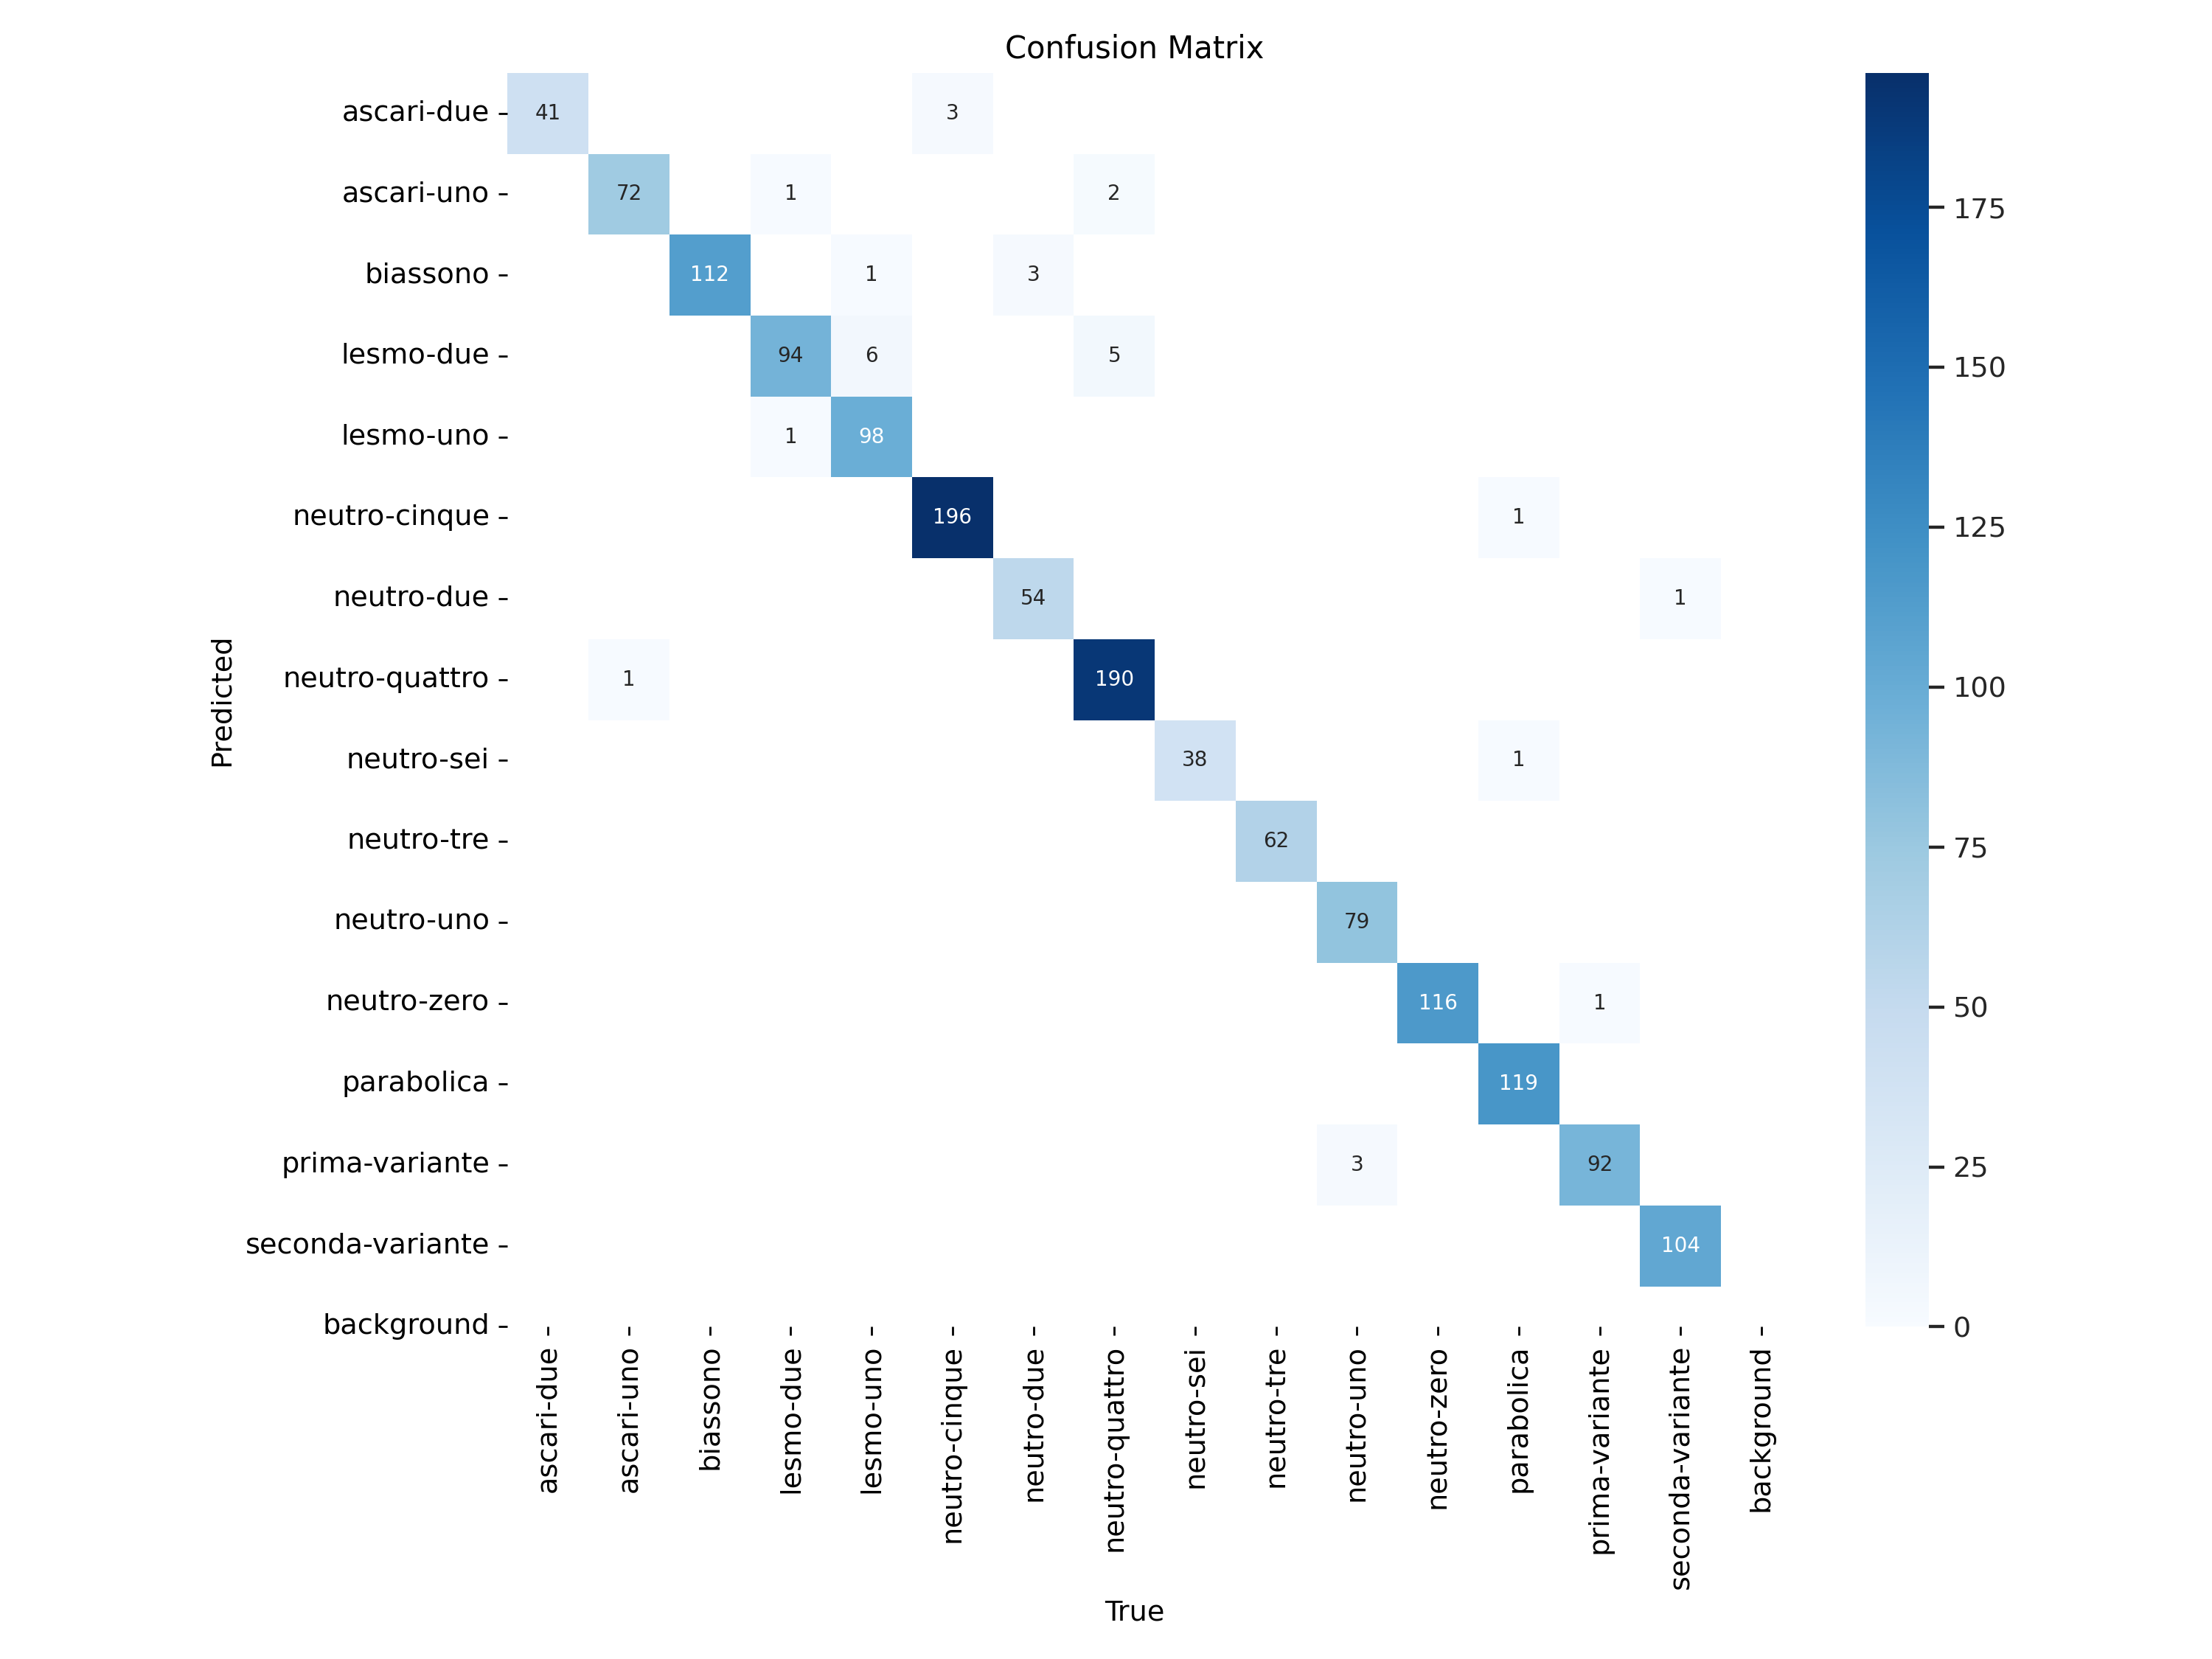 Confusion Matrix
ascari-due 41 3
ascari-uno 72 1 2
175
biassono 112 1 3
lesmo-due 94 6 5
150
lesmo-uno 1 98
neutro-cinque 196 1
125
neutro-due 54 1
neutro-quattro 1 190
100
Predicted
neutro-sei 38 1
neutro-tre 62
75
neutro-uno 79
neutro-zero 116 1
50
parabolica 119
prima-variante 3 92
25
seconda-variante 104
background
0
ascari-due
ascari-uno
biassono
lesmo-due
lesmo-uno
neutro-cinque
neutro-due
neutro-quattro
neutro-sei
neutro-tre
neutro-uno
neutro-zero
parabolica
prima-variante
seconda-variante
background
True